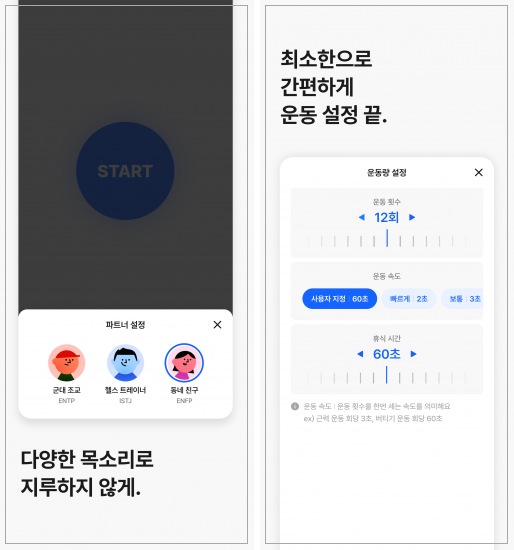 START
파트너 설정
군대 조교
ENTP
헬스 트레이너
ISTJ
동네 친구
ENFP
다양한 목소리로
지루하지 않게.
최소한으로
간편하게
운동 설정 끝.
운동량 설정
운동 횟수
12회
운동 속도
사용자 지정 | 60초
빠르게 | 2초
보통 | 3초
휴식 시간
60초
운동 속도 : 운동 횟수를 한번 세는 속도를 의미해요
ex) 근력 운동 회당 3초, 버티기 운동 회당 60초